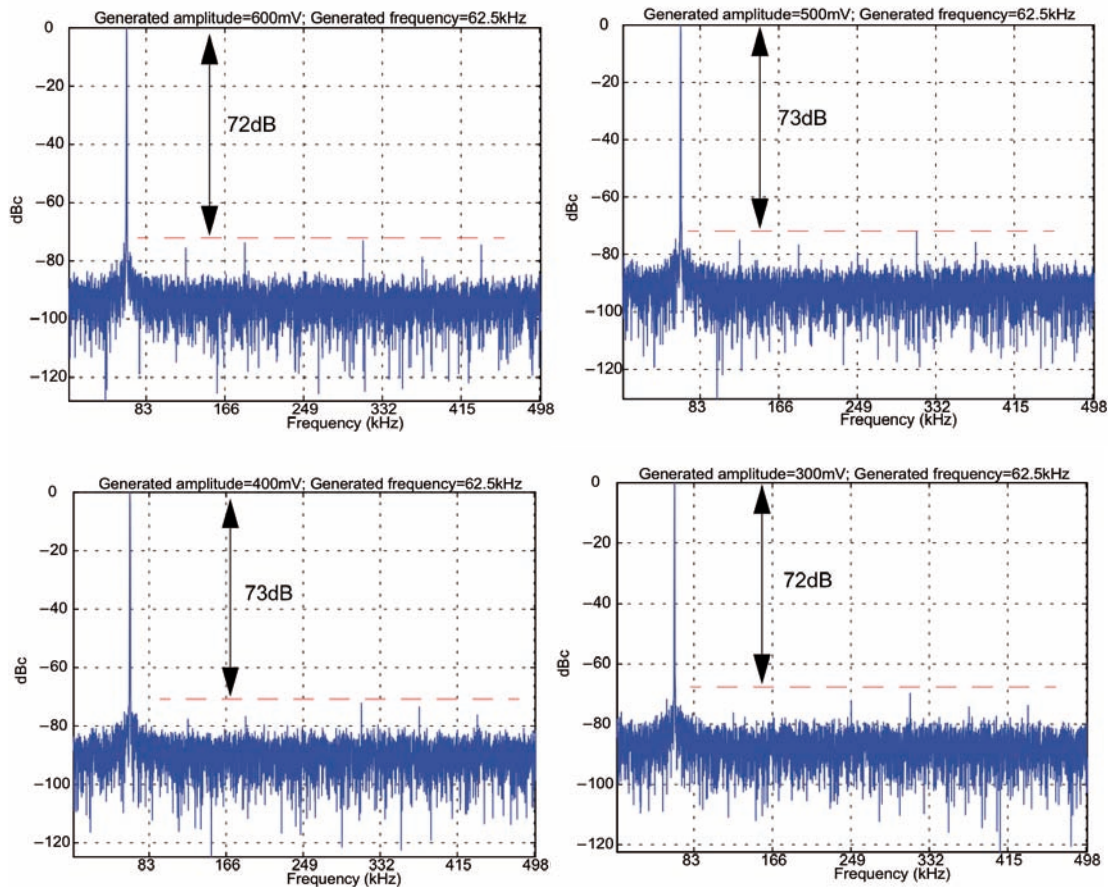 Generated amplitude=600mV; Generated frequency=62.5kHz
0
−20
−40
−60
−80
−100
−120
dBc
72dB
83 166 249 332 415 498
Frequency (kHz)
Generated amplitude=500mV; Generated frequency=62.5kHz
0
−20
−40
−60
−80
−100
−120
dBc
73dB
83 166 249 332 415 498
Frequency (kHz)
Generated amplitude=400mV; Generated frequency=62.5kHz
0
−20
−40
−60
−80
−100
−120
dBc
73dB
83 166 249 332 415 498
Frequency (kHz)
Generated amplitude=300mV; Generated frequency=62.5kHz
0
−20
−40
−60
−80
−100
−120
dBc
72dB
83 166 249 332 415 498
Frequency (kHz)